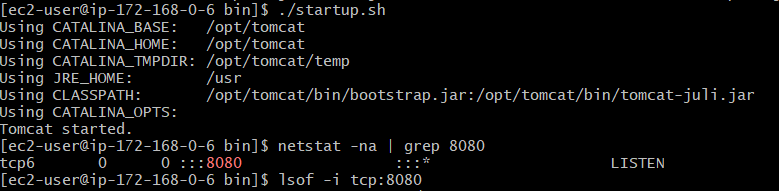 [ec2-user@ip-172-168-0-6 bin]$ ./startup.sh
Using CATALINA_BASE:   /opt/tomcat
Using CATALINA_HOME:   /opt/tomcat
Using CATALINA_TMPDIR: /opt/tomcat/temp
Using JRE_HOME:        /usr
Using CLASSPATH:       /opt/tomcat/bin/bootstrap.jar:/opt/tomcat/bin/tomcat-juli.jar
Using CATALINA_OPTS:
Tomcat started.
[ec2-user@ip-172-168-0-6 bin]$ netstat -na | grep 8080
tcp6       0      0 :::8080                 :::*                    LISTEN
[ec2-user@ip-172-168-0-6 bin]$ lsof -i tcp:8080